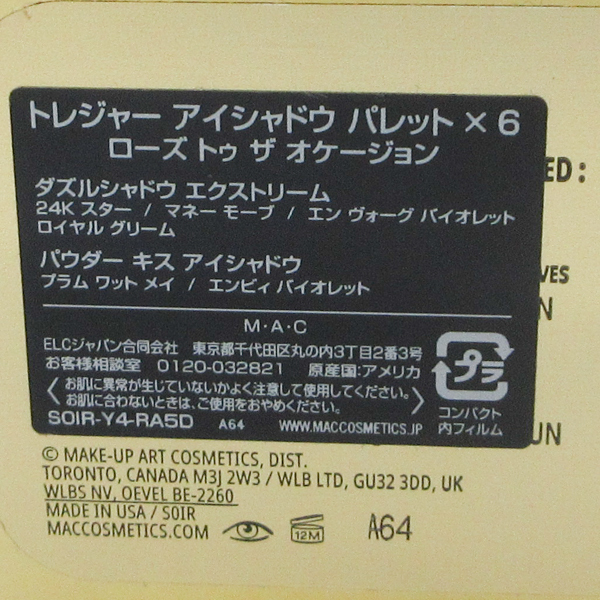 トレジャー アイシャドウ パレット × 6
ローズ トゥ ザ オケージョン
ED:
ダズルシャドウ エクストリーム
24K スター / マネー モーブ / エン ヴォーグ バイオレット
ロイヤル グリーム
パウダー キス アイシャドウ
VES
プラム ワット メイ / エンビィ バイオレット
N
M・A・C
ELCジャパン合同会社 東京都千代田区丸の内3丁目2番3号
お客様相談室 0120-032821 原産国:アメリカ
プラ
〈お肌に異常が生じていないかよく注意して使用してください。
お肌に合わないときは、ご使用をおやめください。〉
コンパクト
内フィルム
SOIR-Y4-RA5D A64 WWW.MACCOSMETICS.JP
UN
© MAKE-UP ART COSMETICS, DIST.
TORONTO, CANADA M3J 2W3 / WLB LTD, GU32 3DD, UK
WLBS NV, OEVEL BE-2260
MADE IN USA / S0IR
MACCOSMETICS.COM 12M A64